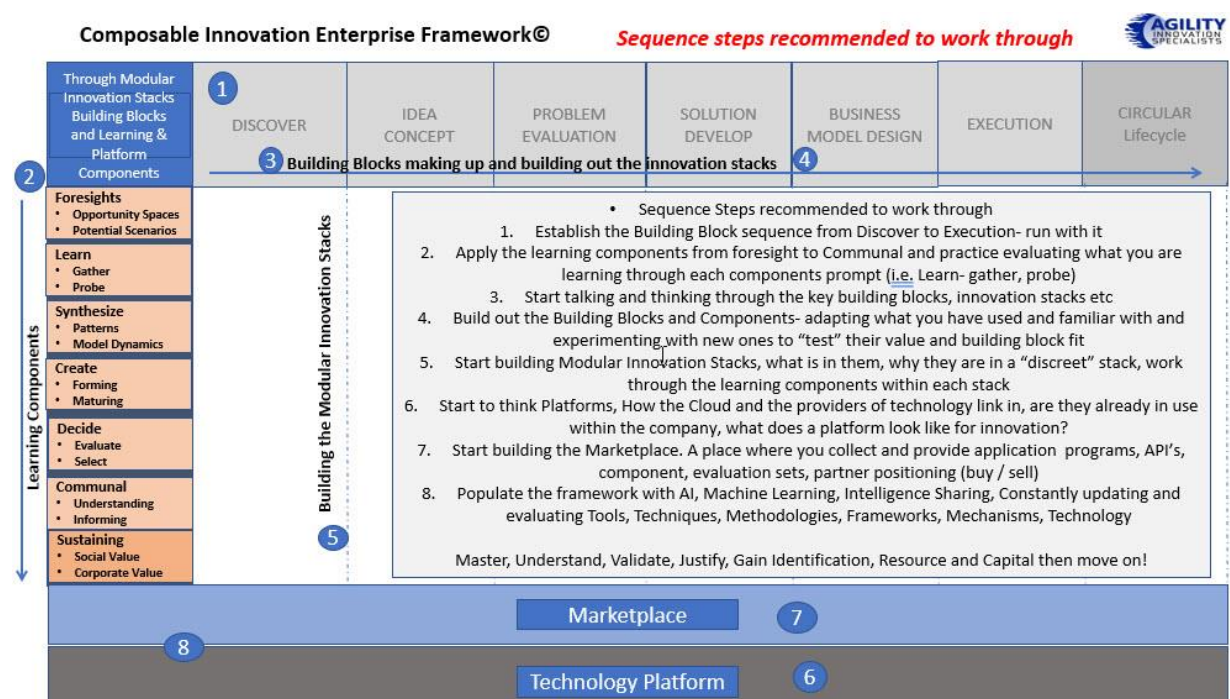 Composable Innovation Enterprise Framework©
Sequence steps recommended to work through
AGILITY
INNOVATION
SPECIALISTS
Through Modular
Innovation Stacks
Building Blocks
and Learning &
Platform
Components
1
DISCOVER
IDEA
CONCEPT
PROBLEM
EVALUATION
SOLUTION
DEVELOP
BUSINESS
MODEL DESIGN
EXECUTION
CIRCULAR
Lifecycle
3 Building Blocks making up and building out the innovation stacks 4
2
Learning Components
Foresights
• Opportunity Spaces
• Potential Scenarios
Learn
• Gather
• Probe
Synthesize
• Patterns
• Model Dynamics
Create
• Forming
• Maturing
Decide
• Evaluate
• Select
Communal
• Understanding
• Informing
Sustaining
• Social Value
• Corporate Value
Building the Modular Innovation Stacks
5
• Sequence Steps recommended to work through
1. Establish the Building Block sequence from Discover to Execution- run with it
2. Apply the learning components from foresight to Communal and practice evaluating what you are
learning through each components prompt (i.e. Learn- gather, probe)
3. Start talking and thinking through the key building blocks, innovation stacks etc
4. Build out the Building Blocks and Components- adapting what you have used and familiar with and
experimenting with new ones to “test” their value and building block fit
5. Start building Modular Innovation Stacks, what is in them, why they are in a “discreet” stack, work
through the learning components within each stack
6. Start to think Platforms, How the Cloud and the providers of technology link in, are they already in use
within the company, what does a platform look like for innovation?
7. Start building the Marketplace. A place where you collect and provide application programs, API’s,
component, evaluation sets, partner positioning (buy / sell)
8. Populate the framework with AI, Machine Learning, Intelligence Sharing, Constantly updating and
evaluating Tools, Techniques, Methodologies, Frameworks, Mechanisms, Technology
Master, Understand, Validate, Justify, Gain Identification, Resource and Capital then move on!
Marketplace
7
8
Technology Platform
6